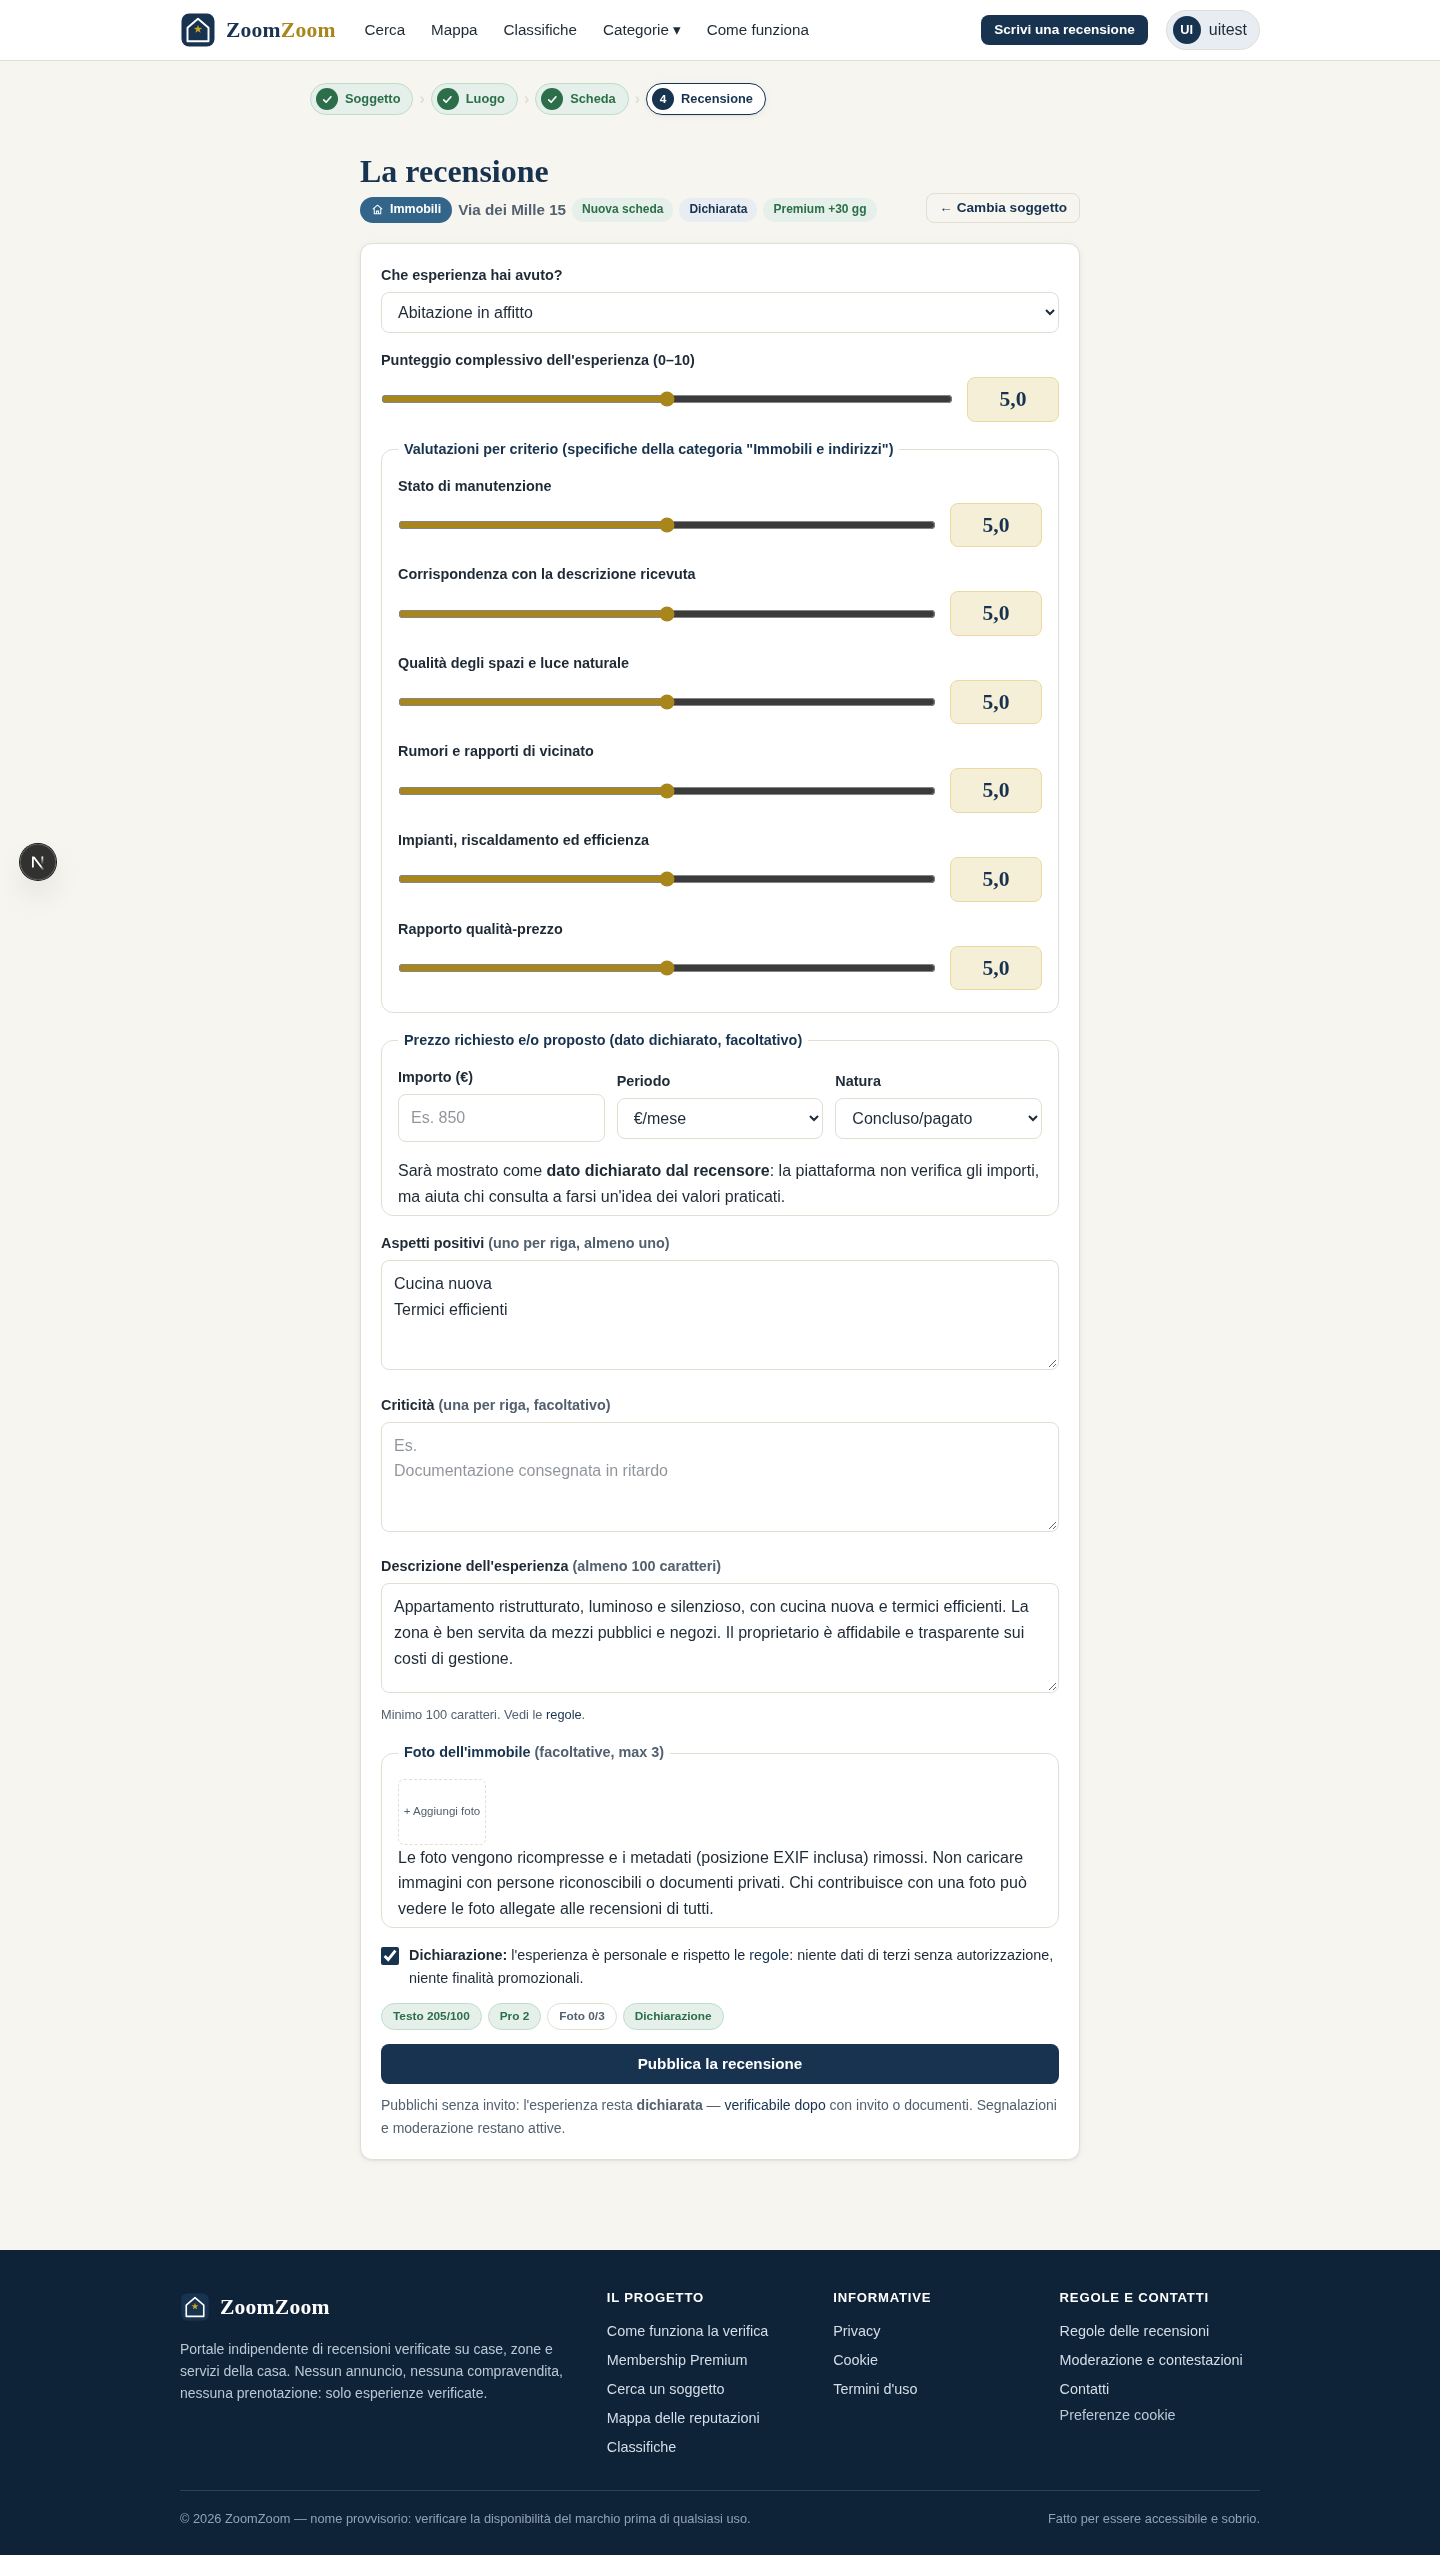 ZoomZoom Cerca Mappa Classifiche Categorie ▾ Come funziona Scrivi una recensione UI uitest
Soggetto › Luogo › Scheda › 4 Recensione
La recensione
Immobili Via dei Mille 15 Nuova scheda Dichiarata Premium +30 gg ← Cambia soggetto
Che esperienza hai avuto?
Abitazione in affitto
Punteggio complessivo dell'esperienza (0–10)
5,0
Valutazioni per criterio (specifiche della categoria "Immobili e indirizzi")
Stato di manutenzione
5,0
Corrispondenza con la descrizione ricevuta
5,0
Qualità degli spazi e luce naturale
5,0
Rumori e rapporti di vicinato
5,0
Impianti, riscaldamento ed efficienza
5,0
Rapporto qualità-prezzo
5,0
Prezzo richiesto e/o proposto (dato dichiarato, facoltativo)
Importo (€) Periodo Natura
Es. 850 €/mese Concluso/pagato
Sarà mostrato come dato dichiarato dal recensore: la piattaforma non verifica gli importi,
ma aiuta chi consulta a farsi un'idea dei valori praticati.
Aspetti positivi (uno per riga, almeno uno)
Cucina nuova
Termici efficienti
Criticità (una per riga, facoltativo)
Es.
Documentazione consegnata in ritardo
Descrizione dell'esperienza (almeno 100 caratteri)
Appartamento ristrutturato, luminoso e silenzioso, con cucina nuova e termici efficienti. La
zona è ben servita da mezzi pubblici e negozi. Il proprietario è affidabile e trasparente sui
costi di gestione.
Minimo 100 caratteri. Vedi le regole.
Foto dell'immobile (facoltative, max 3)
+ Aggiungi foto
Le foto vengono ricompresse e i metadati (posizione EXIF inclusa) rimossi. Non caricare
immagini con persone riconoscibili o documenti privati. Chi contribuisce con una foto può
vedere le foto allegate alle recensioni di tutti.
Dichiarazione: l'esperienza è personale e rispetto le regole: niente dati di terzi senza autorizzazione,
niente finalità promozionali.
Testo 205/100 Pro 2 Foto 0/3 Dichiarazione
Pubblica la recensione
Pubblichi senza invito: l'esperienza resta dichiarata — verificabile dopo con invito o documenti. Segnalazioni
e moderazione restano attive.
ZoomZoom
Portale indipendente di recensioni verificate su case, zone e
servizi della casa. Nessun annuncio, nessuna compravendita,
nessuna prenotazione: solo esperienze verificate.
IL PROGETTO
Come funziona la verifica
Membership Premium
Cerca un soggetto
Mappa delle reputazioni
Classifiche
INFORMATIVE
Privacy
Cookie
Termini d'uso
REGOLE E CONTATTI
Regole delle recensioni
Moderazione e contestazioni
Contatti
Preferenze cookie
© 2026 ZoomZoom — nome provvisorio: verificare la disponibilità del marchio prima di qualsiasi uso. Fatto per essere accessibile e sobrio.